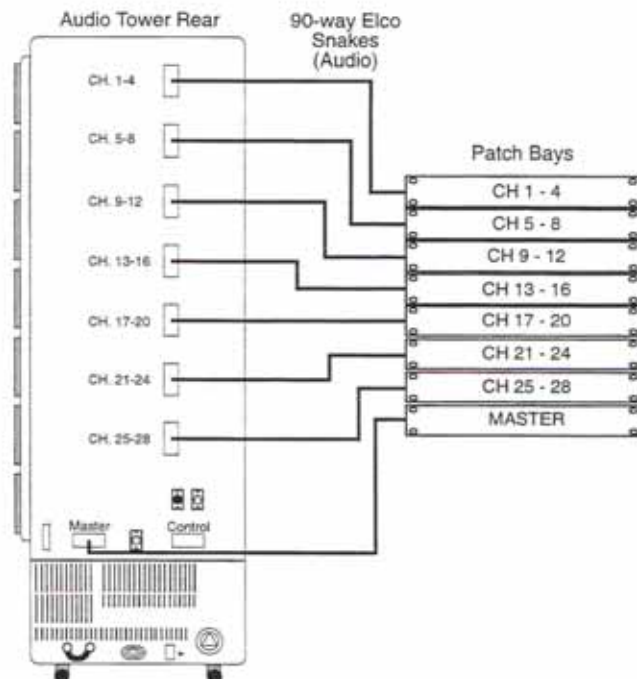 Audio Tower Rear
90-way Elco
Snakes
(Audio)
CH. 1-4
CH. 5-8
CH. 9-12
CH. 13-16
CH. 17-20
CH. 21-24
CH. 25-28
Master
Control
Patch Bays
CH 1 - 4
CH 5 - 8
CH 9 - 12
CH 13 - 16
CH 17 - 20
CH 21 - 24
CH 25 - 28
MASTER